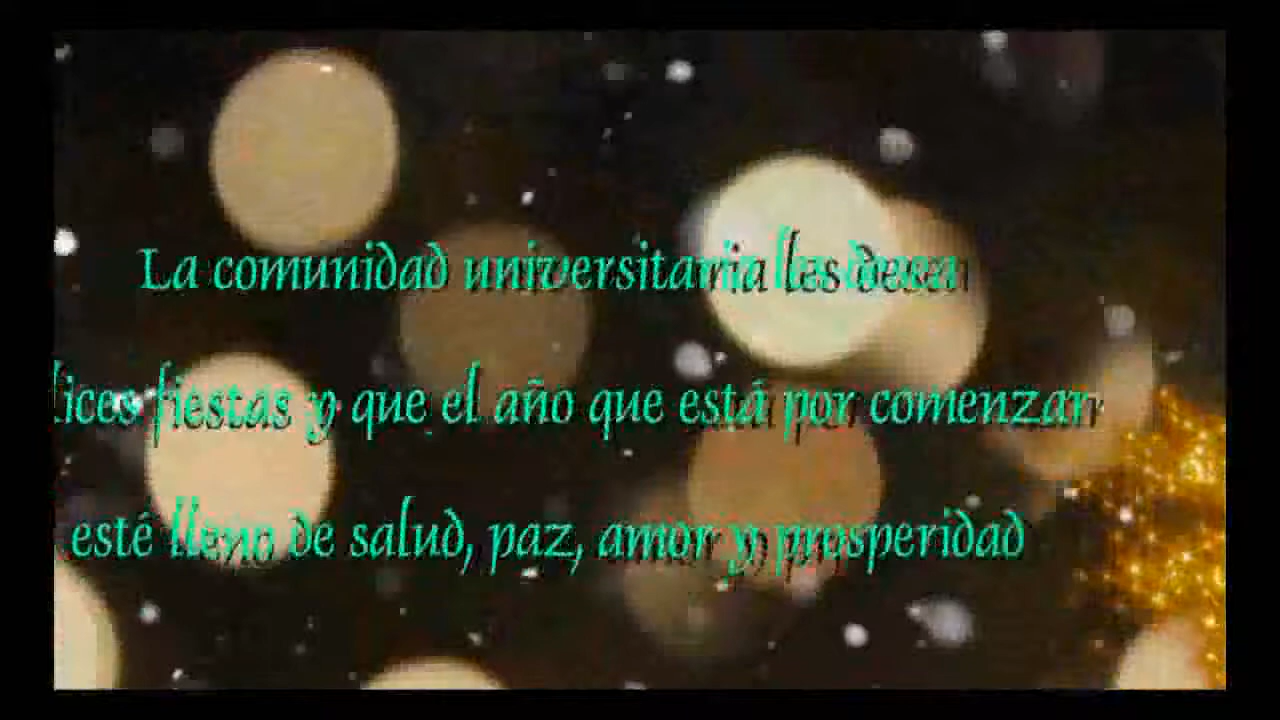 La comunidad universitaria les desea
lices fiestas y que el año que está por comenzar
esté lleno de salud, paz, amor y prosperidad